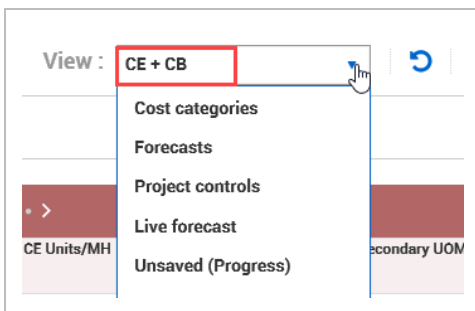 View :
CE + CB
Cost categories
Forecasts
Project controls
Live forecast
Unsaved (Progress)
CE Units/MH
econdary UOM